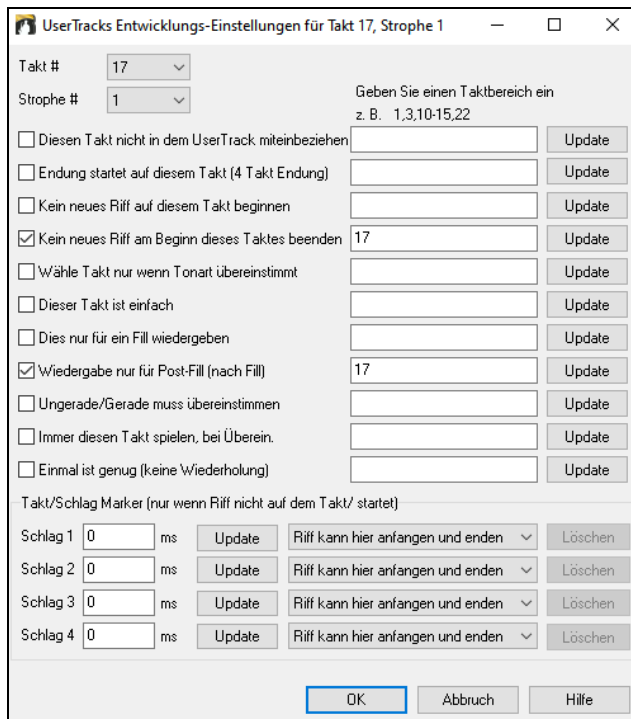 UserTracks Entwicklungs-Einstellungen für Takt 17, Strophe 1
Takt # 17
Strophe # 1
Geben Sie einen Taktbereich ein
z. B. 1,3,10-15,22
Diesen Takt nicht in dem UserTrack miteinbeziehen Update
Endung startet auf diesem Takt (4 Takt Endung) Update
Kein neues Riff auf diesem Takt beginnen Update
Kein neues Riff am Beginn dieses Taktes beenden 17 Update
Wähle Takt nur wenn Tonart übereinstimmt Update
Dieser Takt ist einfach Update
Dies nur für ein Fill wiedergeben Update
Wiedergabe nur für Post-Fill (nach Fill) 17 Update
Ungerade/Gerade muss übereinstimmen Update
Immer diesen Takt spielen, bei Überein. Update
Einmal ist genug (keine Wiederholung) Update
Takt/Schlag Marker (nur wenn Riff nicht auf dem Takt/ startet)
Schlag 1 0 ms Update Riff kann hier anfangen und enden Löschen
Schlag 2 0 ms Update Riff kann hier anfangen und enden Löschen
Schlag 3 0 ms Update Riff kann hier anfangen und enden Löschen
Schlag 4 0 ms Update Riff kann hier anfangen und enden Löschen
OK Abbruch Hilfe